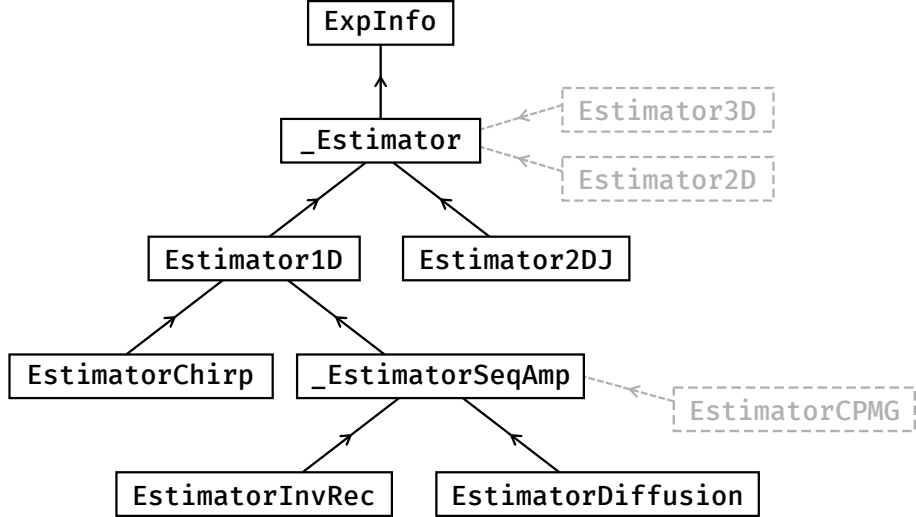 ExpInfo
Estimator3D
_Estimator
Estimator2D
Estimator1D
Estimator2DJ
EstimatorChirp
_EstimatorSeqAmp
EstimatorCPMG
EstimatorInvRec
EstimatorDiffusion